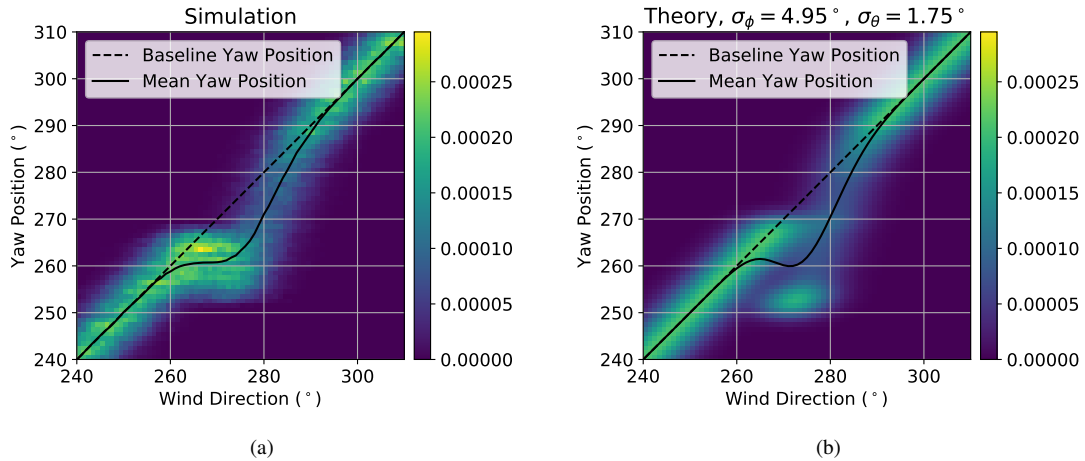 Simulation
Baseline Yaw Position
Mean Yaw Position
Yaw Position (°)
310
300
290
280
270
260
250
240
240 260 280 300
Wind Direction (°)
0.00025
0.00020
0.00015
0.00010
0.00005
0.00000
(a)
Theory, σ_ϕ = 4.95°, σ_θ = 1.75°
Baseline Yaw Position
Mean Yaw Position
Yaw Position (°)
310
300
290
280
270
260
250
240
240 260 280 300
Wind Direction (°)
0.00025
0.00020
0.00015
0.00010
0.00005
0.00000
(b)